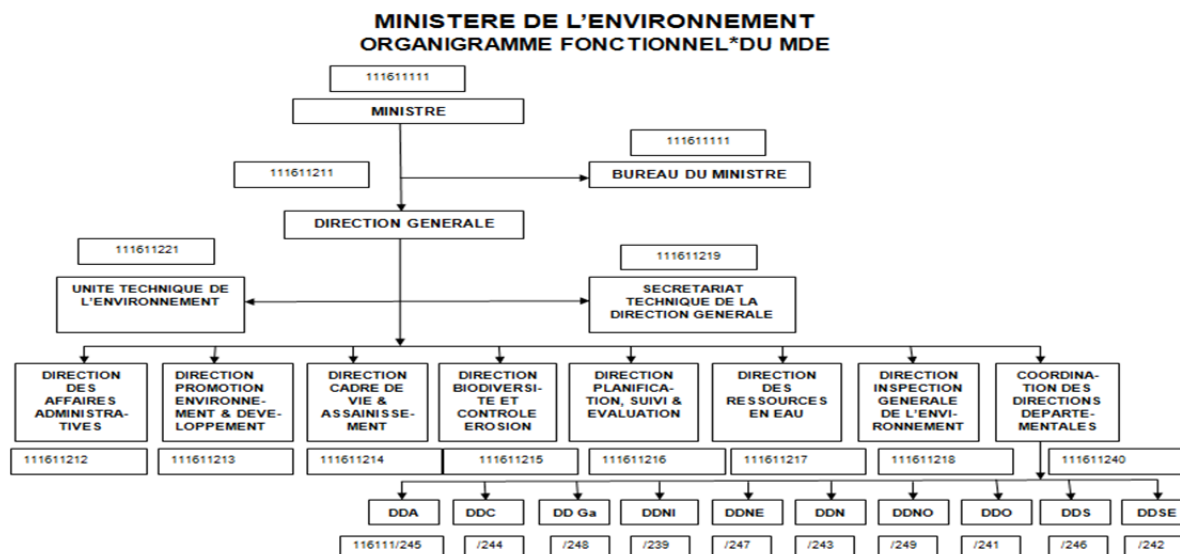 MINISTERE DE L'ENVIRONNEMENT
ORGANIGRAMME FONCTIONNEL*DU MDE
111611111
MINISTRE
111611111
111611211
BUREAU DU MINISTRE
DIRECTION GENERALE
111611221
111611219
UNITE TECHNIQUE DE
L'ENVIRONNEMENT
SECRETARIAT
TECHNIQUE DE LA
DIRECTION GENERALE
DIRECTION
DES
AFFAIRES
ADMINISTRA-
TIVES
DIRECTION
PROMOTION
ENVIRONNE-
MENT & DEVE-
LOPPEMENT
DIRECTION
CADRE DE
VIE &
ASSAINISSE-
MENT
DIRECTION
BIODIVERSI-
TE ET
CONTROLE
EROSION
DIRECTION
PLANIFICA-
TION, SUIVI &
EVALUATION
DIRECTION
DES
RESSOURCES
EN EAU
DIRECTION
INSPECTION
GENERALE
DE L'ENVI-
RONNEMENT
COORDINA-
TION DES
DIRECTIONS
DEPARTE-
MENTALES
111611212
111611213
111611214
111611215
111611216
111611217
111611218
111611240
DDA
DDC
DD Ga
DDNI
DDNE
DDN
DDNO
DDO
DDS
DDSE
116111/245
/244
/248
/239
/247
/243
/249
/241
/246
/242